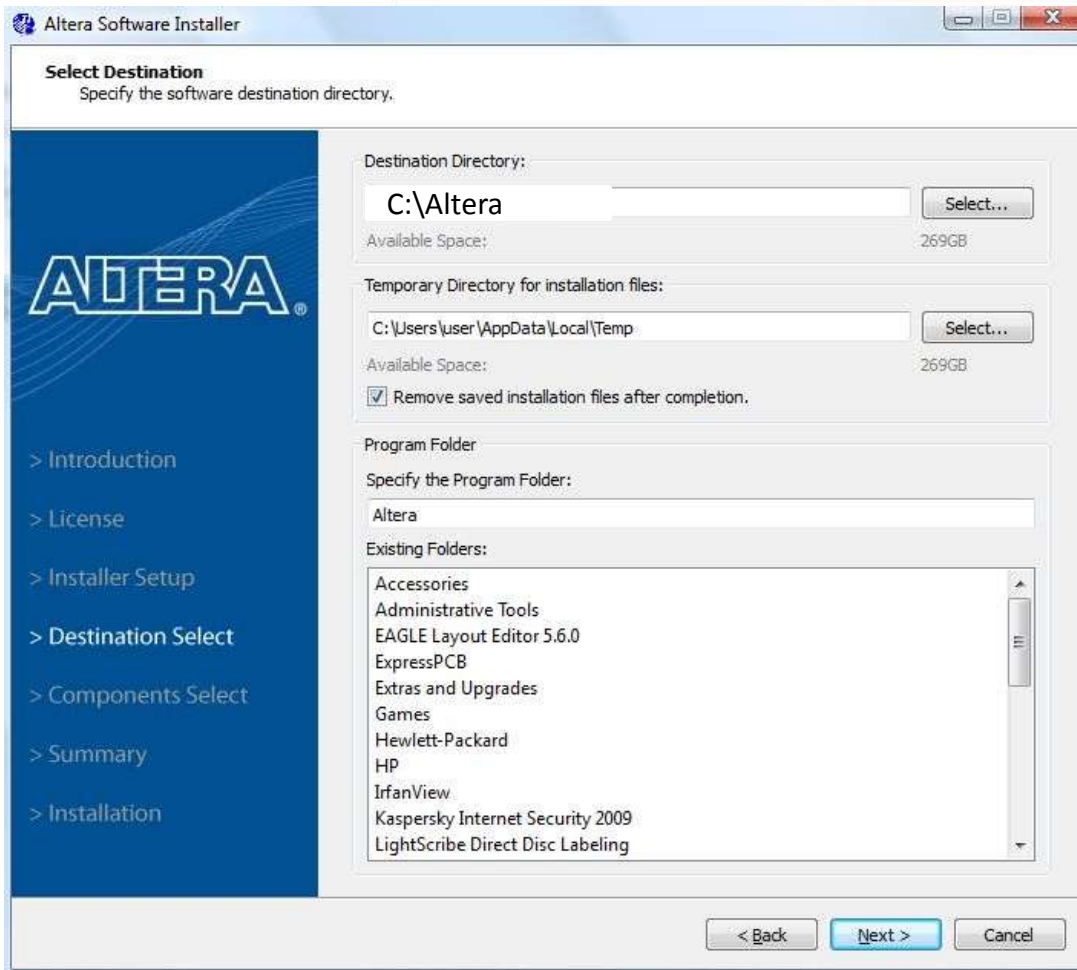 Altera Software Installer
Select Destination
Specify the software destination directory.
ALTERA®
> Introduction
> License
> Installer Setup
> Destination Select
> Components Select
> Summary
> Installation
Destination Directory:
C:\Altera
Select...
Available Space: 269GB
Temporary Directory for installation files:
C:\Users\user\AppData\Local\Temp
Select...
Available Space: 269GB
Remove saved installation files after completion.
Program Folder
Specify the Program Folder:
Altera
Existing Folders:
Accessories
Administrative Tools
EAGLE Layout Editor 5.6.0
ExpressPCB
Extras and Upgrades
Games
Hewlett-Packard
HP
IrfanView
Kaspersky Internet Security 2009
LightScribe Direct Disc Labeling
< Back Next > Cancel